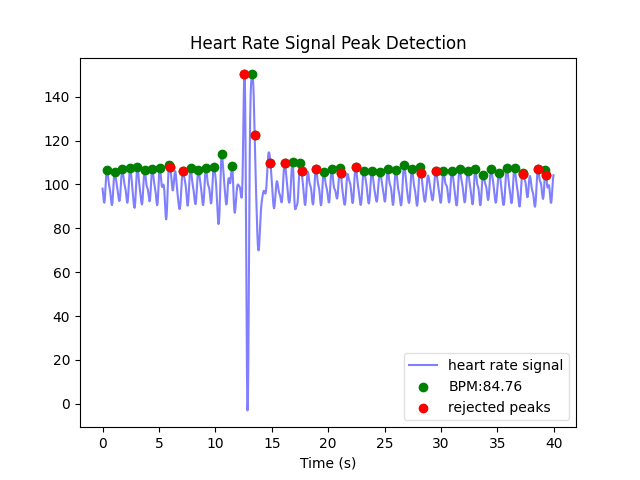 Heart Rate Signal Peak Detection
140
120
100
80
60
40
20
0
heart rate signal
BPM:84.76
rejected peaks
0 5 10 15 20 25 30 35 40
Time (s)